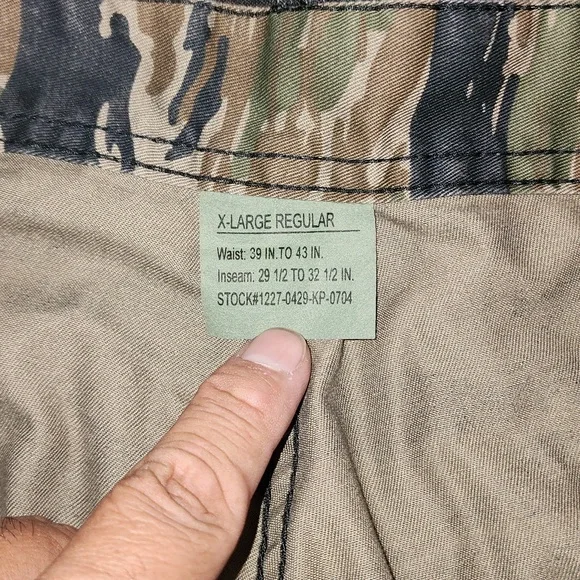 X-LARGE REGULAR
Waist: 39 IN.TO 43 IN.
Inseam: 29 1/2 TO 32 1/2 IN.
STOCK#1227-0429-KP-0704